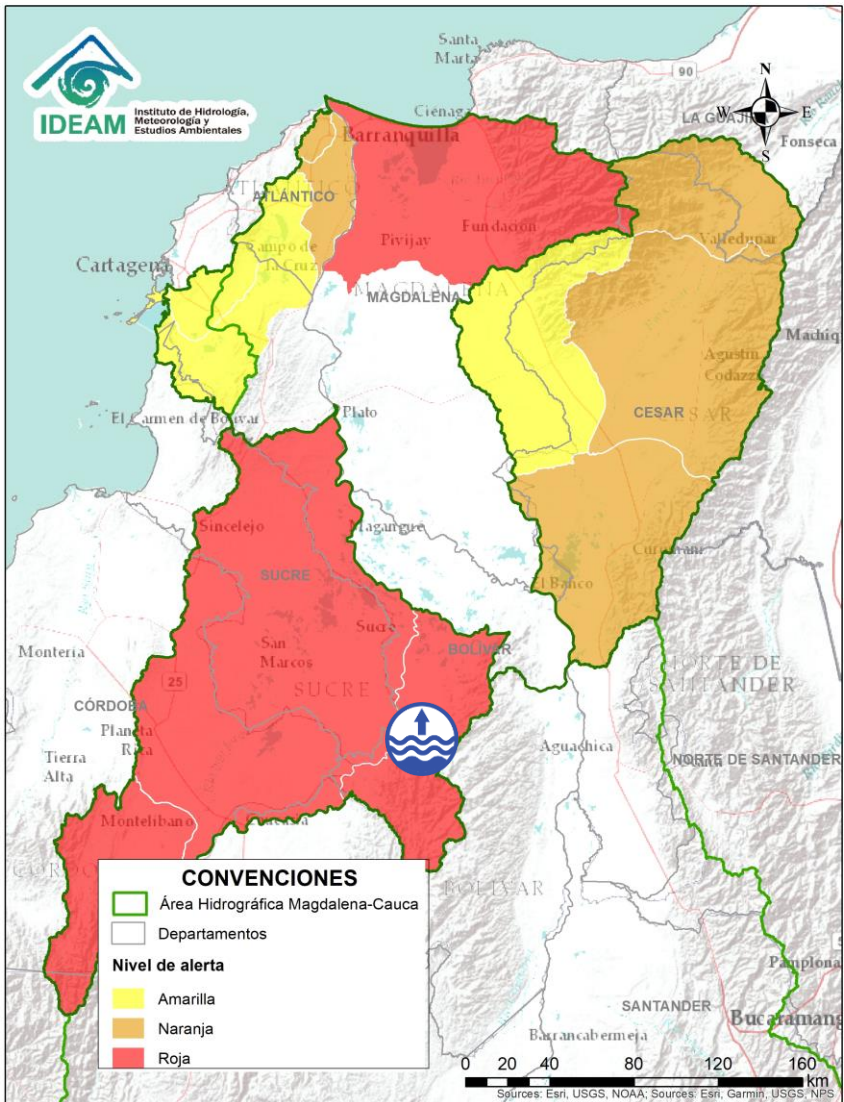 IDEAM
Instituto de Hidrología,
Meteorología y
Estudios Ambientales
Santa
Marta
90
N
W
E
S
LA GUAJI
Fonseca
Ciénaga
Barranquilla
ATLÁNTICO
Fundación
Pivijay
Valledupar
Campo de
la Cruz
Cartagena
MAGDALENA
Agustín
Codazzi
CESAR
El Carmen de Bolívar
Plato
Sincelejo
Magangué
Curumaní
SUCRE
El Banco
San
Marcos
Sucre
BOLÍVAR
Montería
25
SUCRE
NORTE DE
SANTANDER
CÓRDOBA
Planeta
Rica
Tierra
Alta
Aguachica
NORTE DE SANTANDER
Montelíbano
Caucasia
BOLÍVAR
CONVENCIONES
Área Hidrográfica Magdalena-Cauca
Departamentos
Nivel de alerta
Amarilla
Naranja
Roja
Pamplona
SANTANDER
Bucaramang
Barrancabermeja
0 20 40 80 120 160
km
Sources: Esri, USGS, NOAA; Sources: Esri, Garmin, USGS, NPS